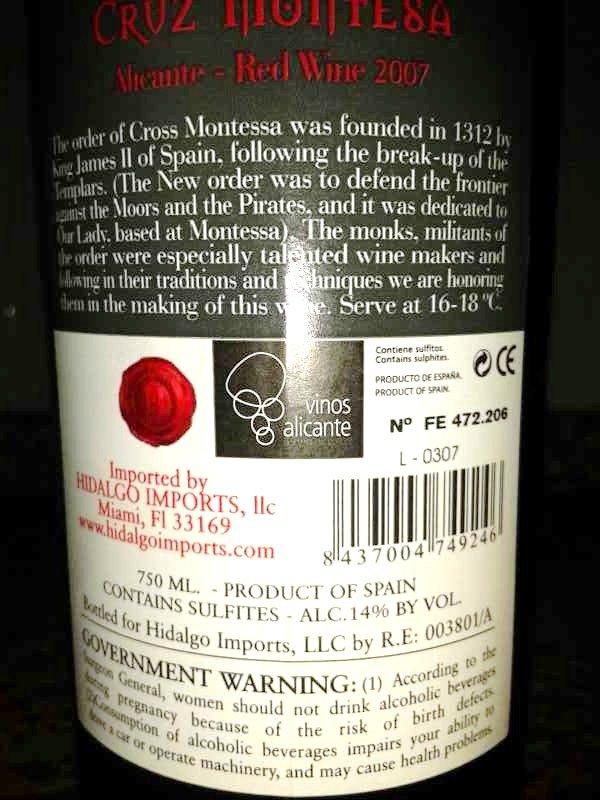 CRUZ MONTESA
Alicante - Red Wine 2007
The order of Cross Montessa was founded in 1312 by
King James II of Spain, following the break-up of the
Templars. (The New order was to defend the frontier
against the Moors and the Pirates, and it was dedicated to
Our Lady, based at Montessa). The monks, militants of
the order were especially talented wine makers and
following in their traditions and techniques we are honoring
them in the making of this wine. Serve at 16-18 ºC.
vinos
alicante
Contiene sulfitos.
Contains sulphites.
CE
PRODUCTO DE ESPAÑA.
PRODUCT OF SPAIN.
Nº FE 472.206
L - 0307
8 437004 749246
Imported by
HIDALGO IMPORTS, llc
Miami, Fl 33169
www.hidalgoimports.com
750 ML. - PRODUCT OF SPAIN
CONTAINS SULFITES - ALC.14% BY VOL.
Bottled for Hidalgo Imports, LLC by R.E: 003801/A
GOVERNMENT WARNING: (1) According to the
Surgeon General, women should not drink alcoholic beverages
during pregnancy because of the risk of birth defects.
(2)Consumption of alcoholic beverages impairs your ability to
drive a car or operate machinery, and may cause health problems.